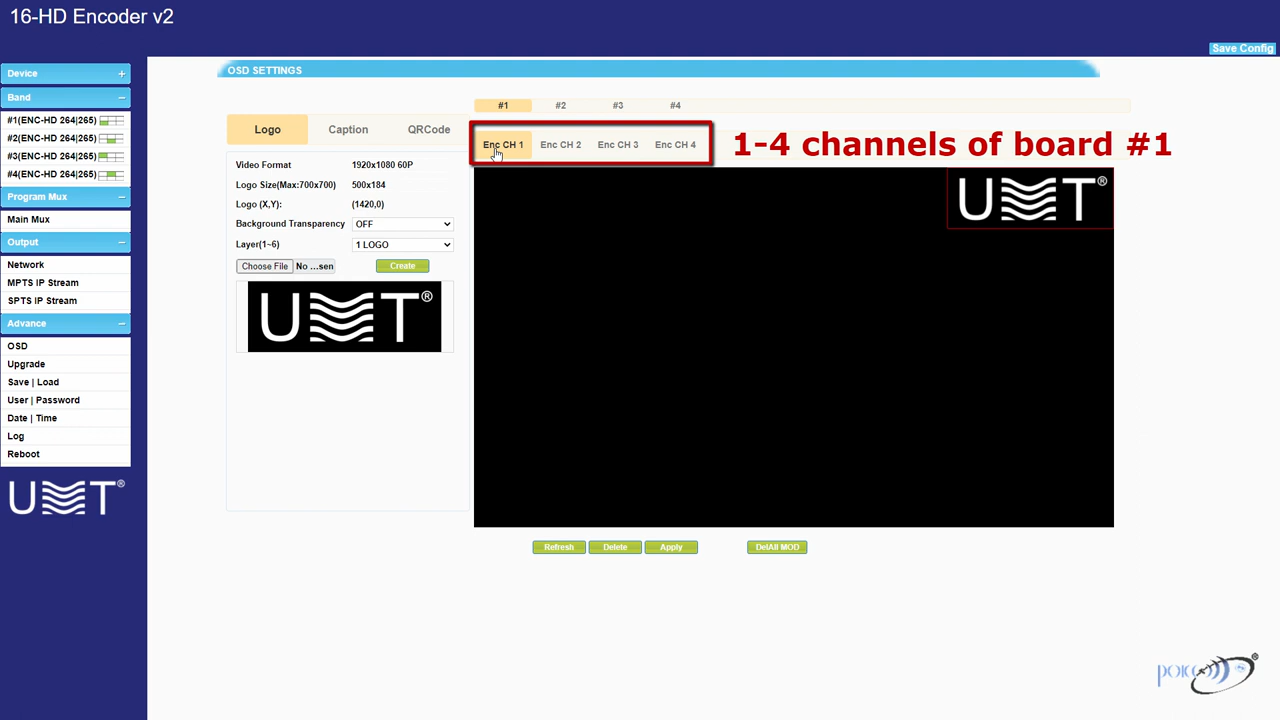 16-HD Encoder v2
Save Config
Device +
Band −
#1(ENC-HD 264|265)
#2(ENC-HD 264|265)
#3(ENC-HD 264|265)
#4(ENC-HD 264|265)
Program Mux −
Main Mux
Output −
Network
MPTS IP Stream
SPTS IP Stream
Advance −
OSD
Upgrade
Save | Load
User | Password
Date | Time
Log
Reboot
UMT®
OSD SETTINGS
#1 #2 #3 #4
Logo Caption QRCode
Enc CH 1 Enc CH 2 Enc CH 3 Enc CH 4
1-4 channels of board #1
Video Format 1920x1080 60P
Logo Size(Max:700x700) 500x184
Logo (X,Y): (1420,0)
Background Transparency OFF
Layer(1~6) 1 LOGO
Choose File No ...sen Create
UMT®
UMT®
Refresh Delete Apply DelAll MOD